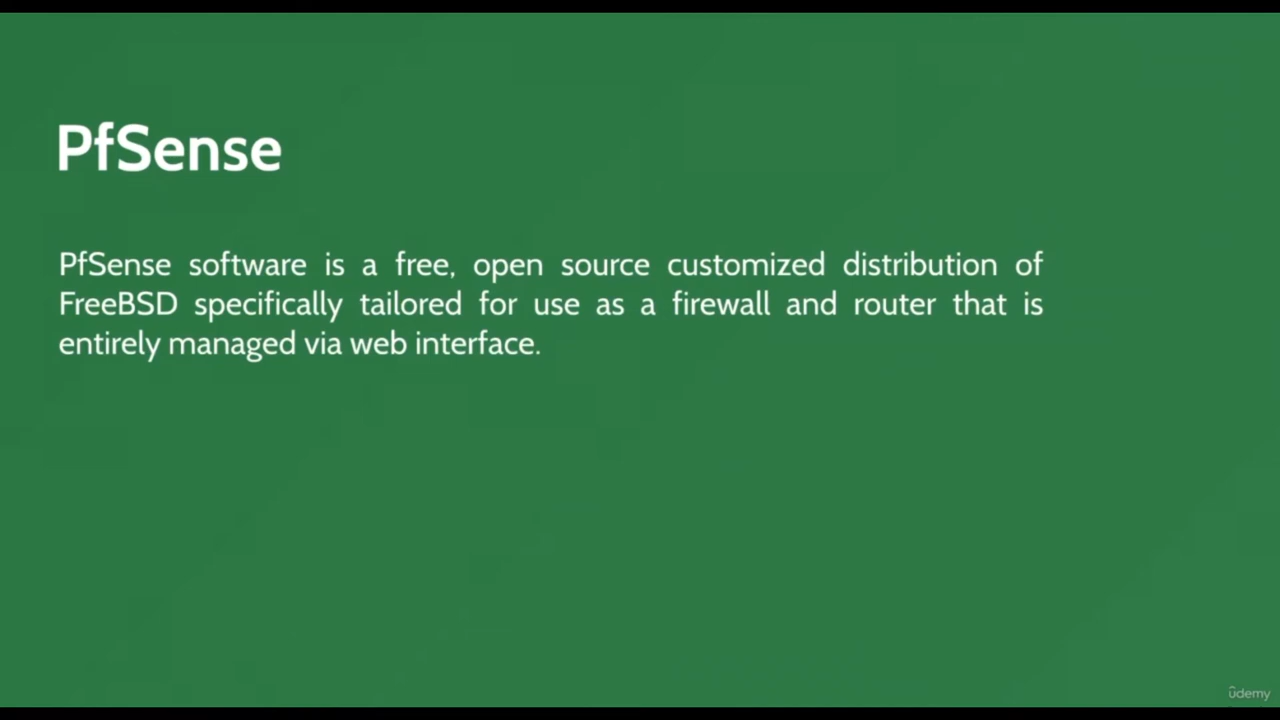 PfSense
PfSense software is a free, open source customized distribution of
FreeBSD specifically tailored for use as a firewall and router that is
entirely managed via web interface.
ûdemy